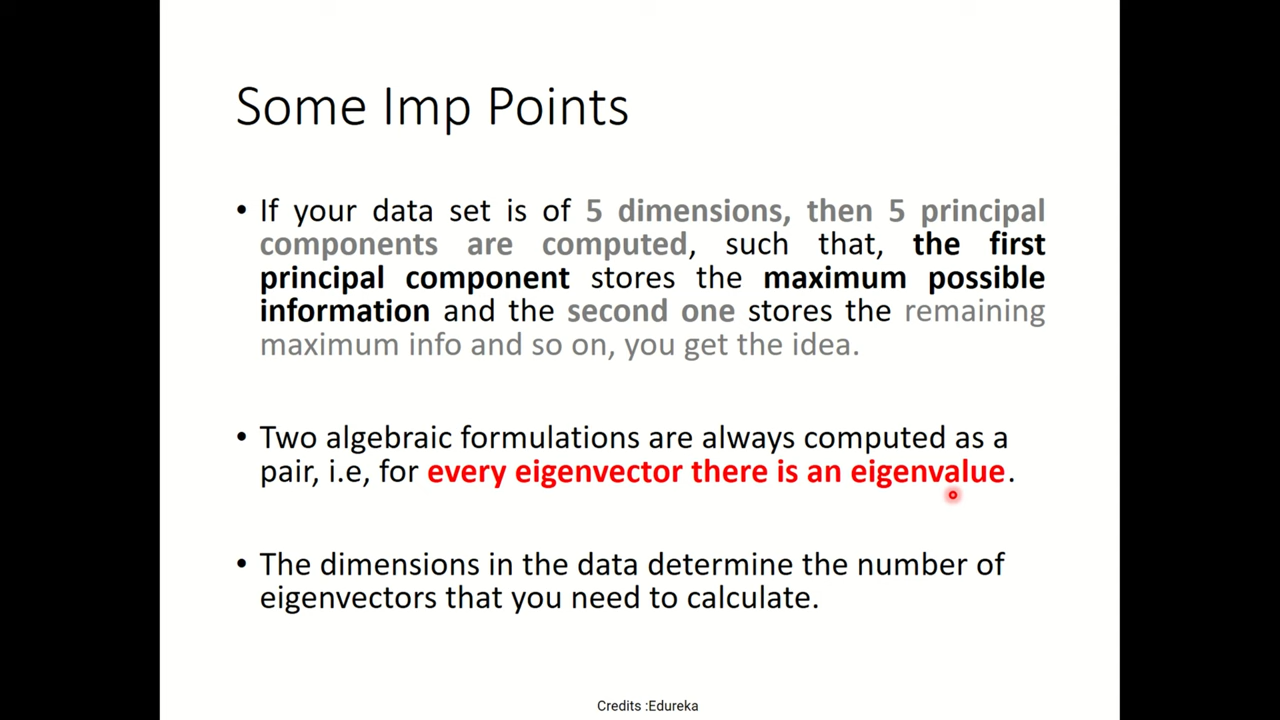 Some Imp Points
• If your data set is of 5 dimensions, then 5 principal
components are computed, such that, the first
principal component stores the maximum possible
information and the second one stores the remaining
maximum info and so on, you get the idea.
• Two algebraic formulations are always computed as a
pair, i.e, for every eigenvector there is an eigenvalue.
• The dimensions in the data determine the number of
eigenvectors that you need to calculate.
Credits :Edureka